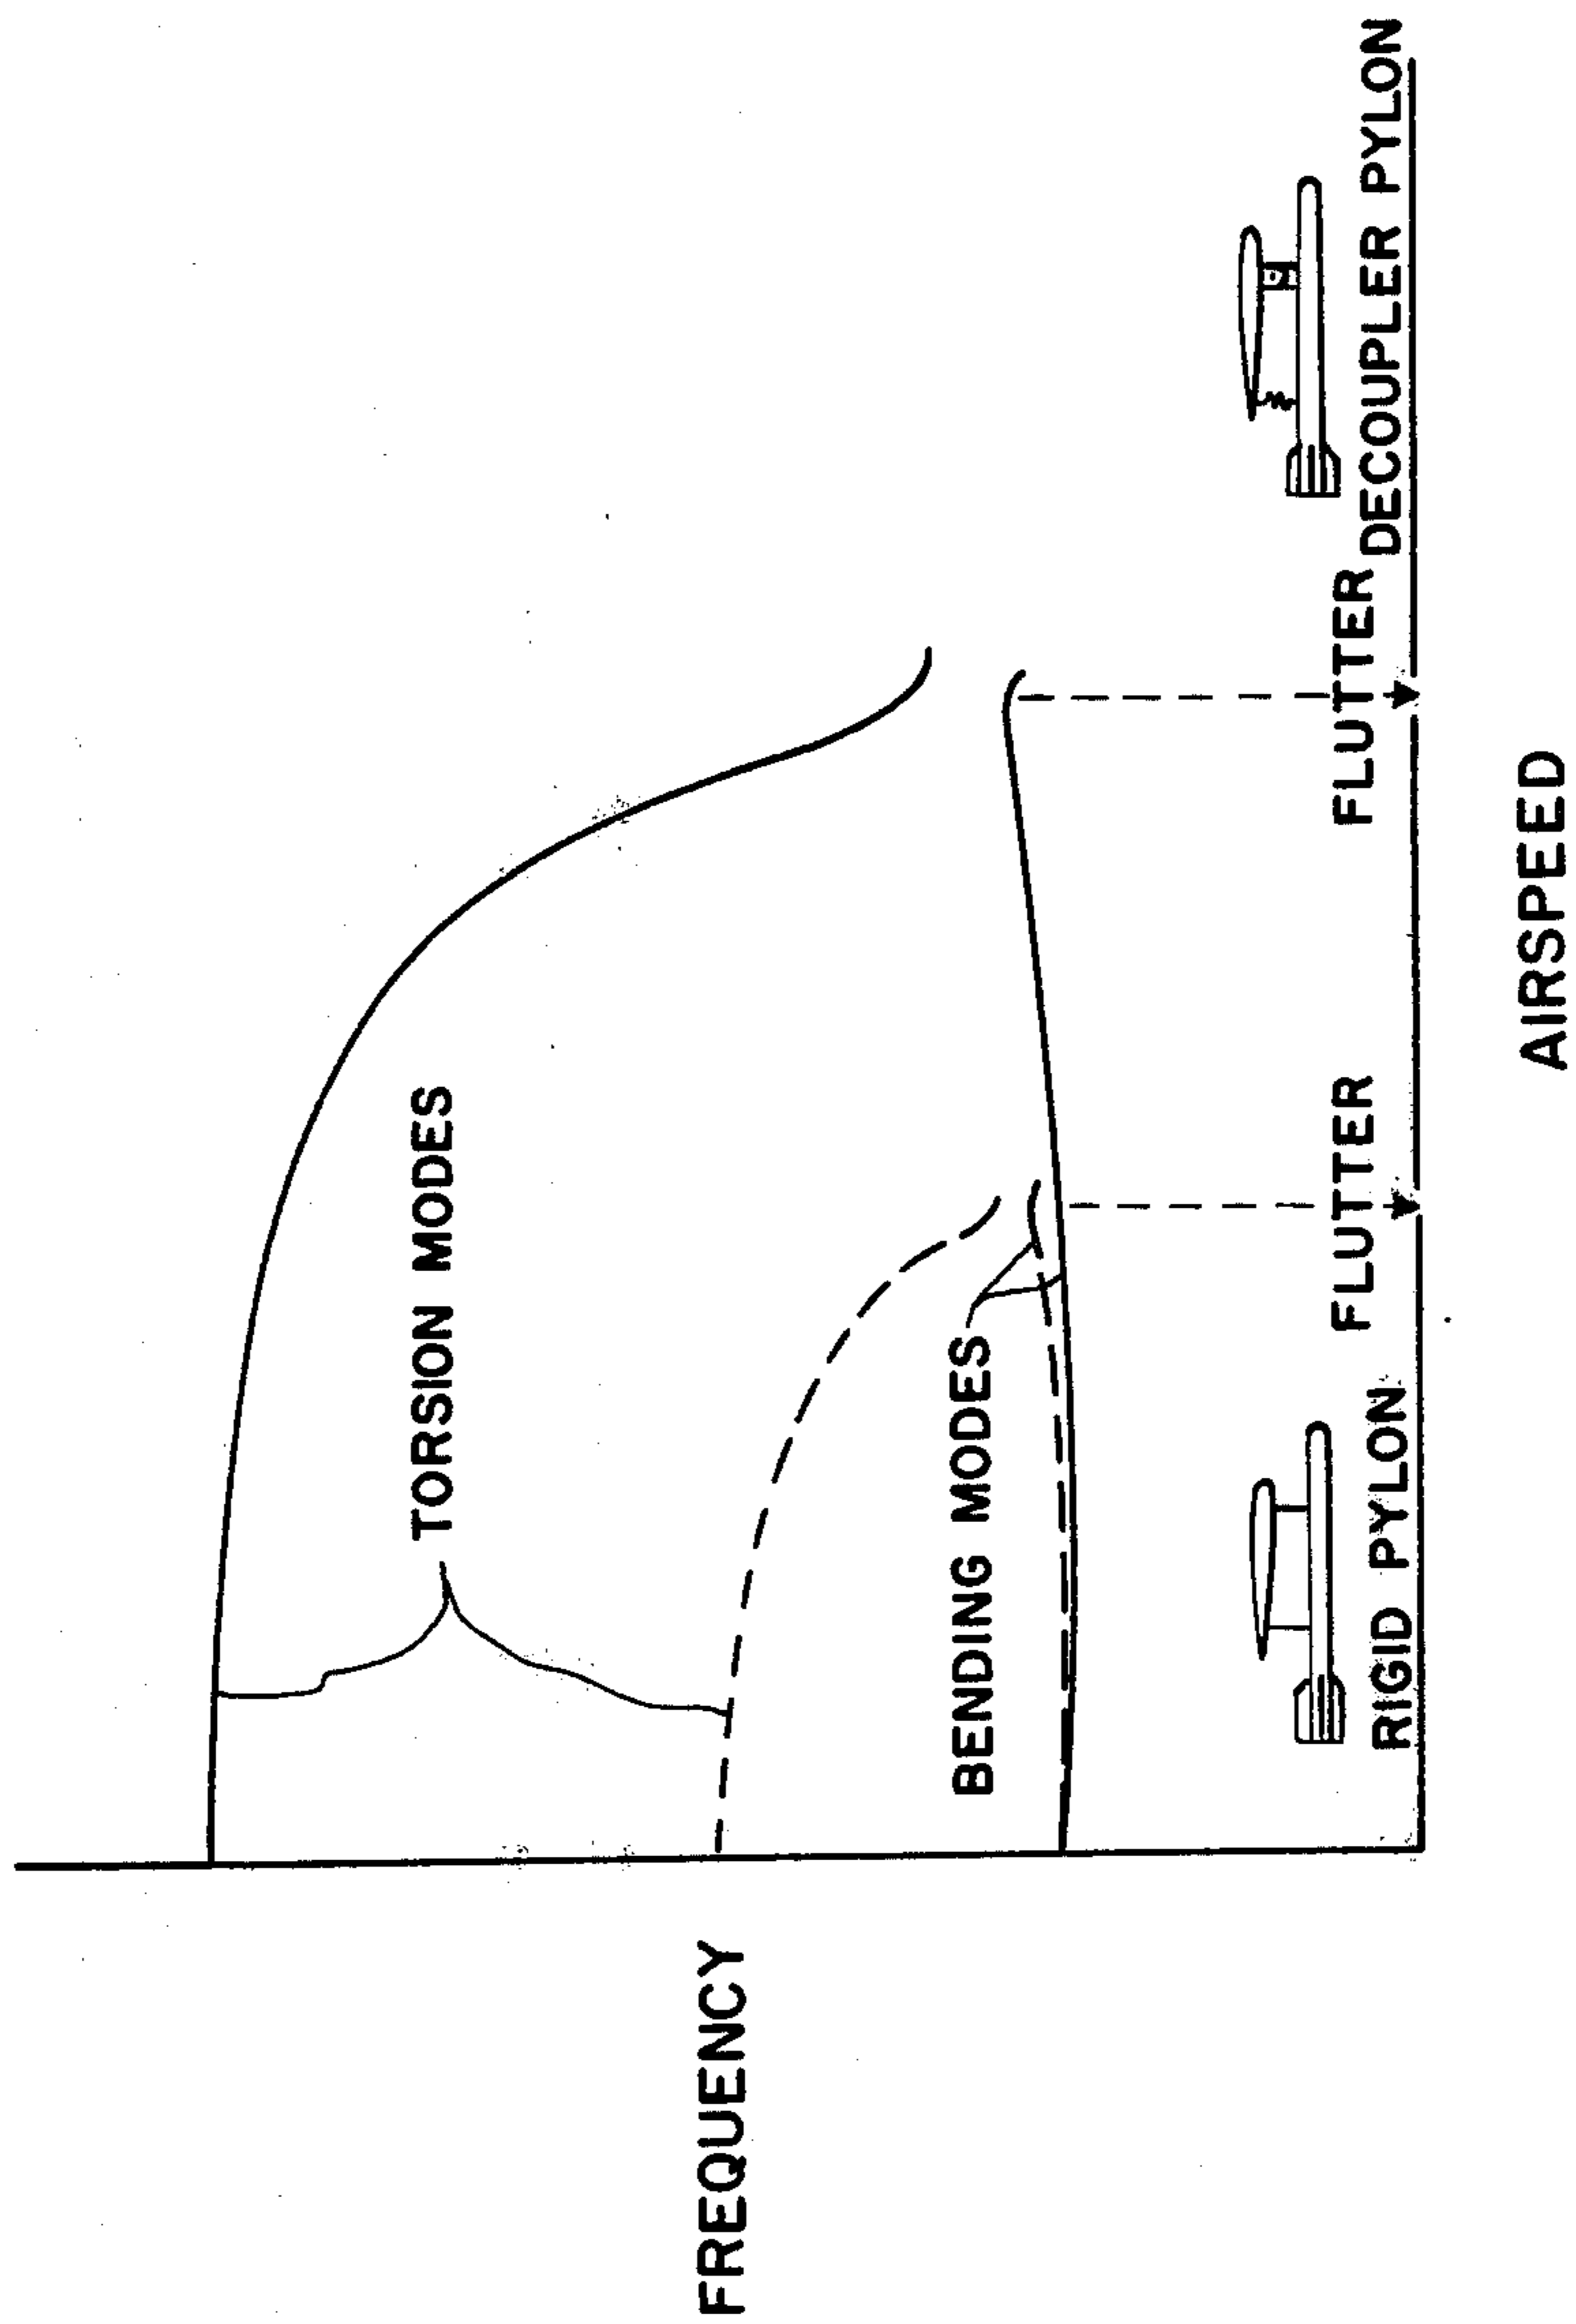 FREQUENCY
TORSION MODES
BENDING MODES
FLUTTER
FLUTTER
RIGID PYLON
DECOUPLER PYLON
AIRSPEED